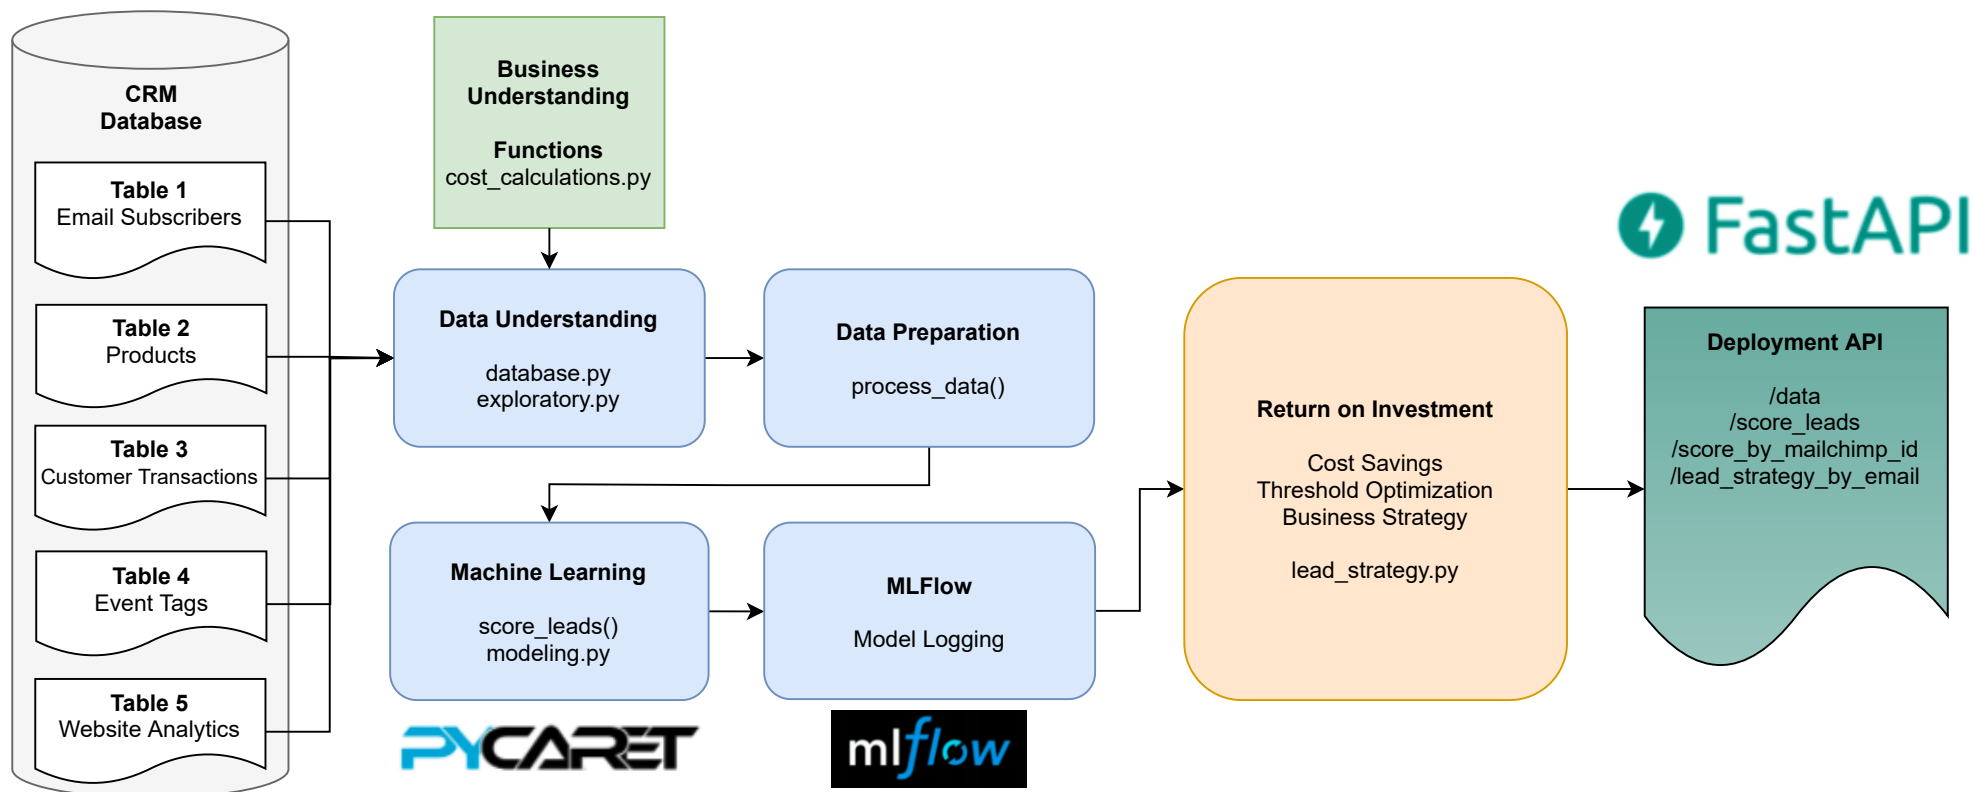 CRM
Database
Table 1
Email Subscribers
Table 2
Products
Table 3
Customer Transactions
Table 4
Event Tags
Table 5
Website Analytics
Business
Understanding
Functions
cost_calculations.py
Data Understanding
database.py
exploratory.py
Data Preparation
process_data()
Machine Learning
score_leads()
modeling.py
PYCARET
MLFlow
Model Logging
mlflow
Return on Investment
Cost Savings
Threshold Optimization
Business Strategy
lead_strategy.py
FastAPI
Deployment API
/data
/score_leads
/score_by_mailchimp_id
/lead_strategy_by_email